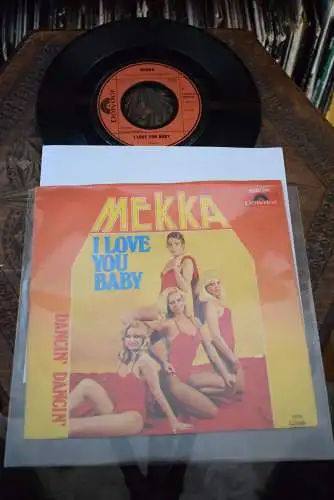 MEKKA
Polydor
I LOVE YOU BABY
Polydor
MEKKA
I LOVE
YOU
BABY
DANCIN' DANCIN'